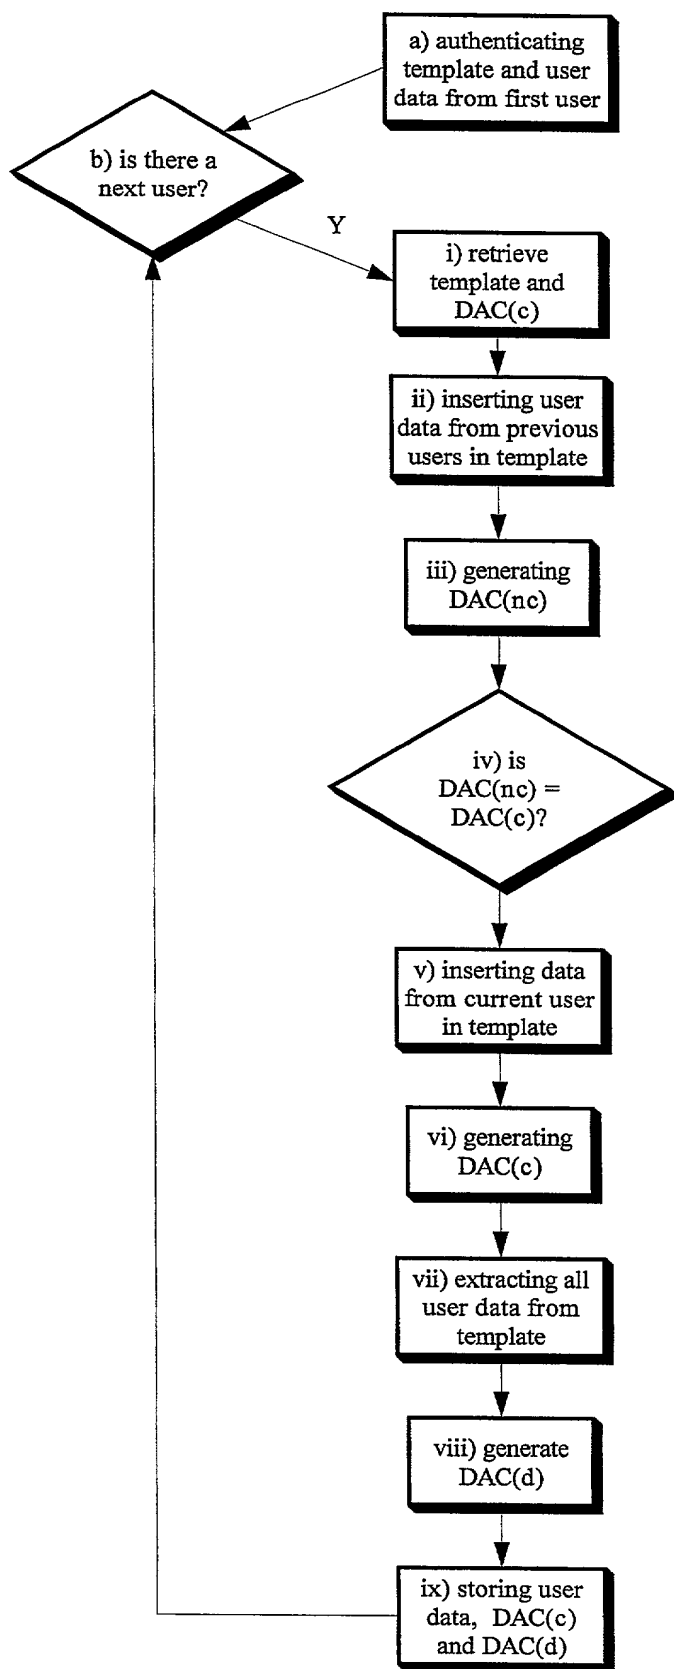 a) authenticating
template and user
data from first user
b) is there a
next user?
Y
i) retrieve
template and
DAC(c)
ii) inserting user
data from previous
users in template
iii) generating
DAC(nc)
iv) is
DAC(nc) =
DAC(c)?
v) inserting data
from current user
in template
vi) generating
DAC(c)
vii) extracting all
user data from
template
viii) generate
DAC(d)
ix) storing user
data, DAC(c)
and DAC(d)